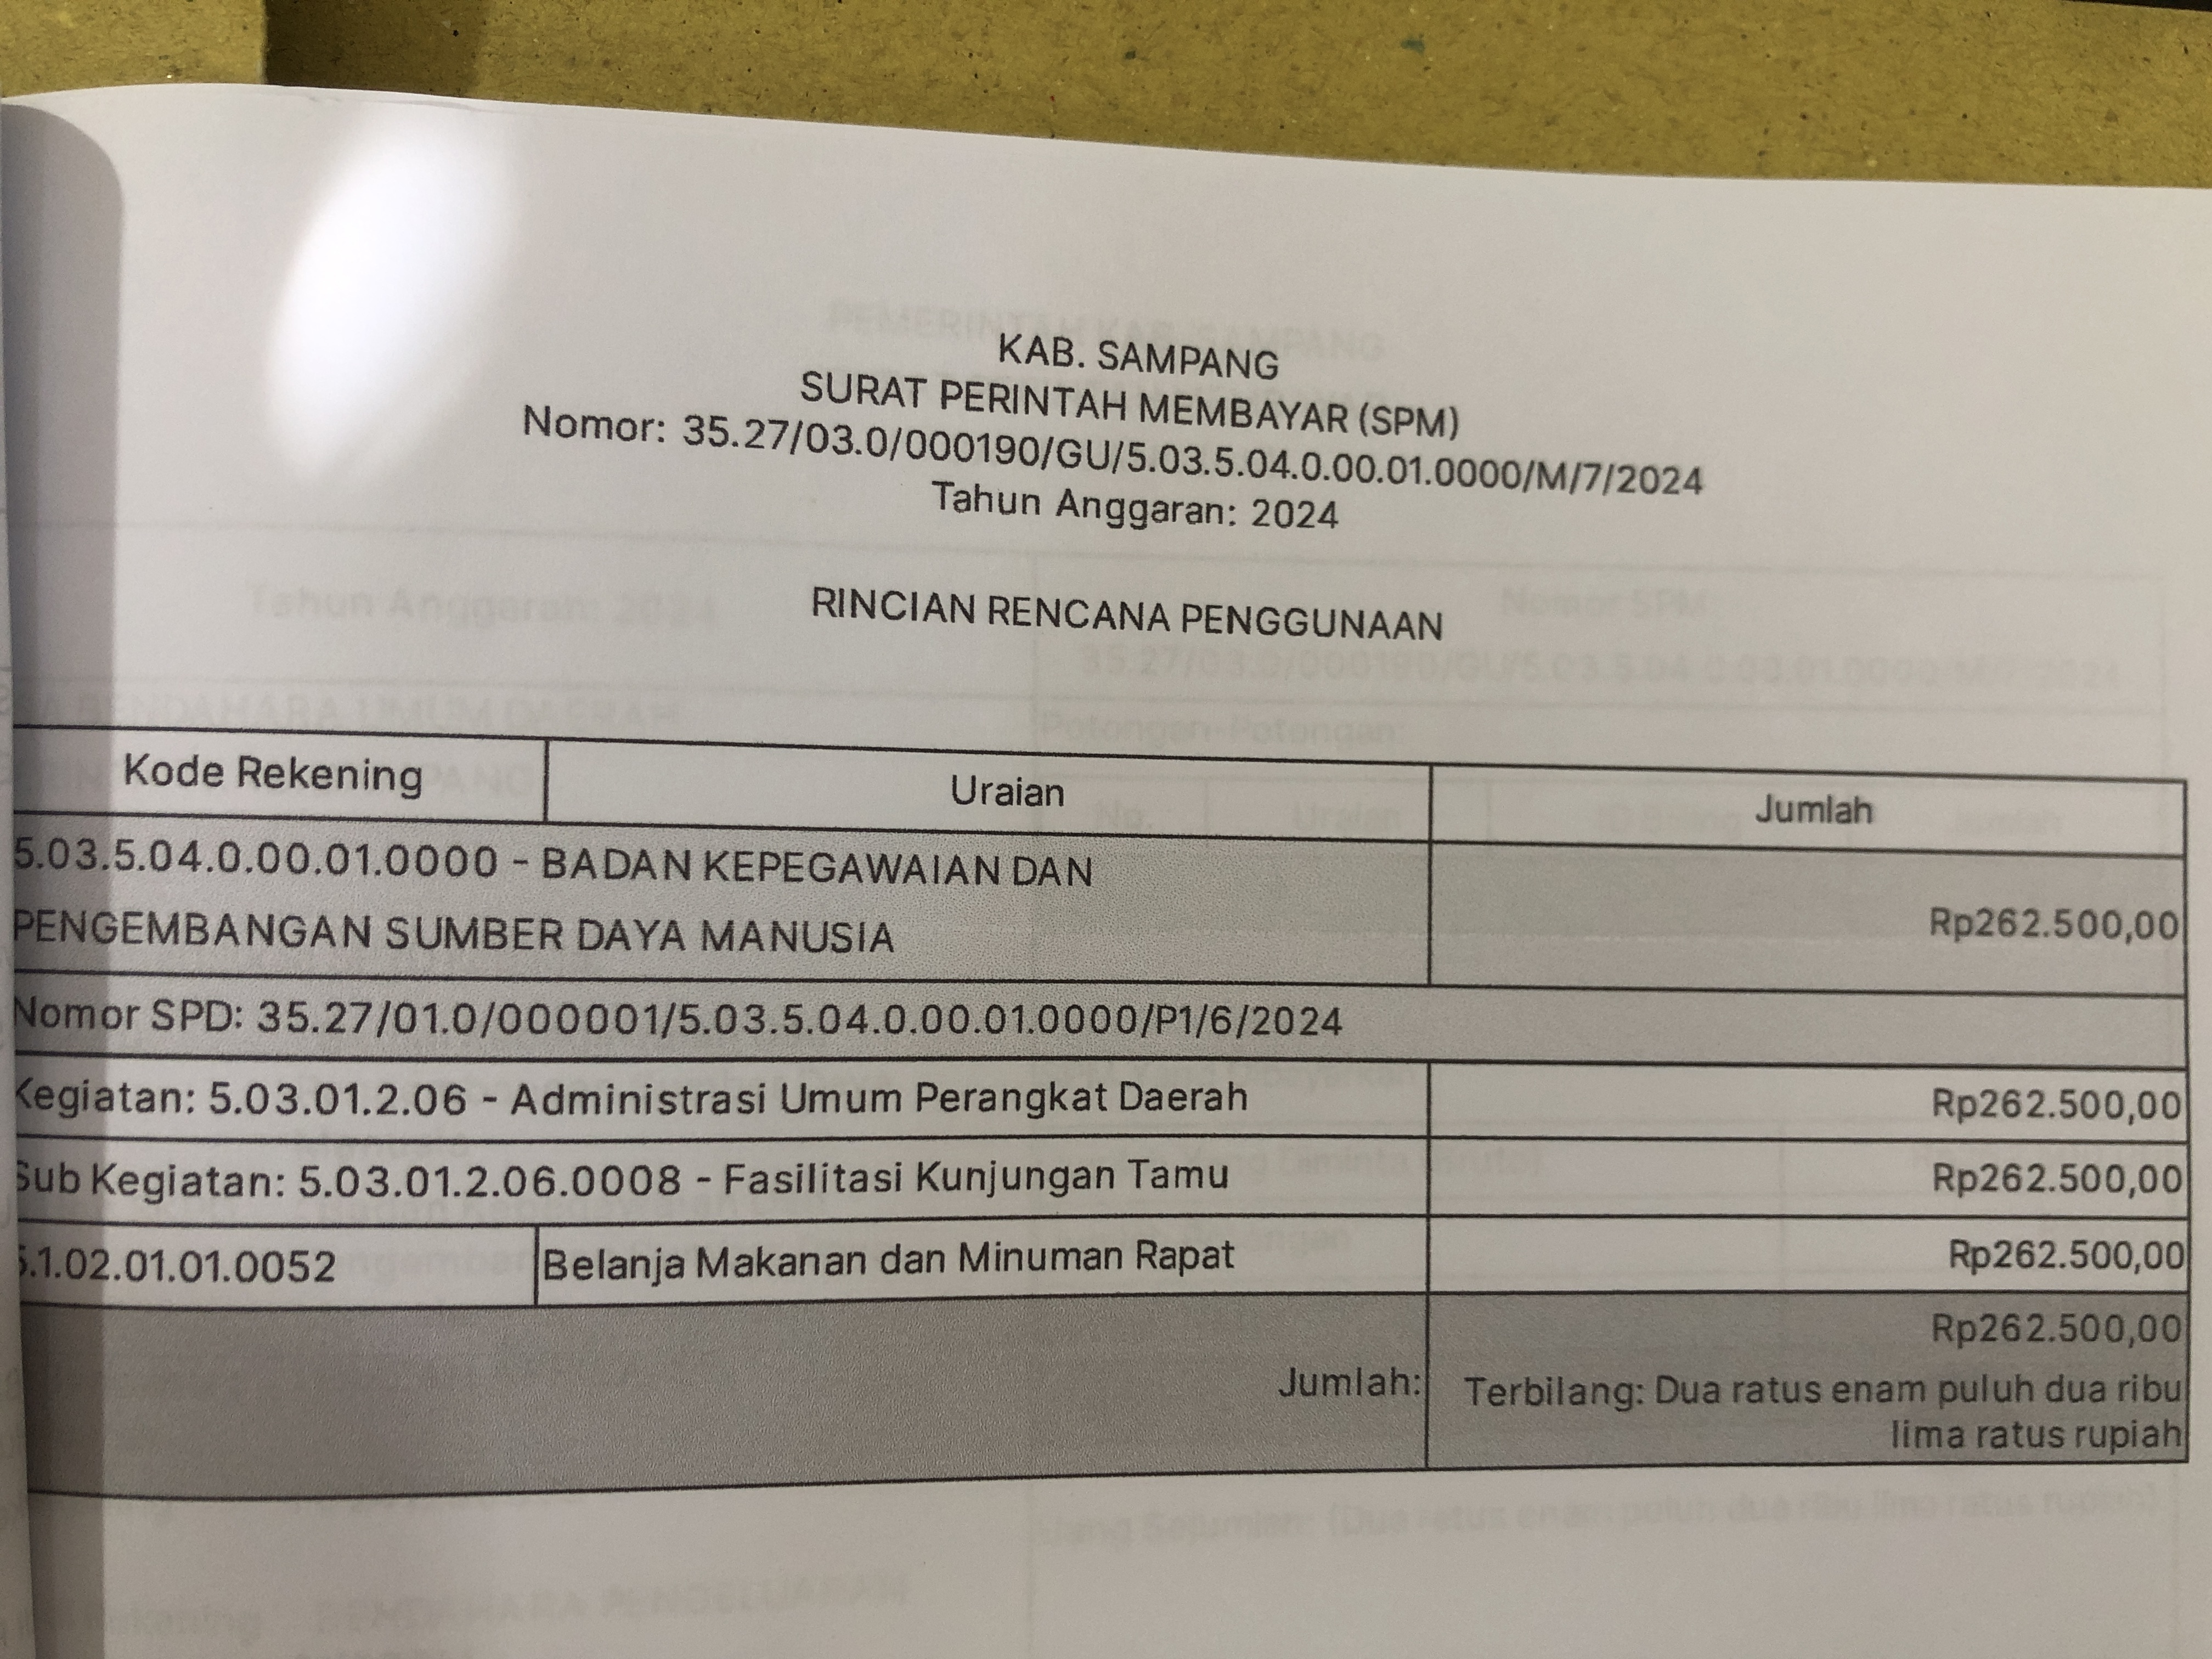 KAB. SAMPANG
SURAT PERINTAH MEMBAYAR (SPM)
Nomor: 35.27/03.0/000190/GU/5.03.5.04.0.00.01.0000/M/7/2024
Tahun Anggaran: 2024
RINCIAN RENCANA PENGGUNAAN
Kode Rekening Uraian Jumlah
5.03.5.04.0.00.01.0000 - BADAN KEPEGAWAIAN DAN
PENGEMBANGAN SUMBER DAYA MANUSIA Rp262.500,00
Nomor SPD: 35.27/01.0/000001/5.03.5.04.0.00.01.0000/P1/6/2024
Kegiatan: 5.03.01.2.06 - Administrasi Umum Perangkat Daerah Rp262.500,00
Sub Kegiatan: 5.03.01.2.06.0008 - Fasilitasi Kunjungan Tamu Rp262.500,00
5.1.02.01.01.0052 Belanja Makanan dan Minuman Rapat Rp262.500,00
Rp262.500,00
Jumlah: Terbilang: Dua ratus enam puluh dua ribu
lima ratus rupiah